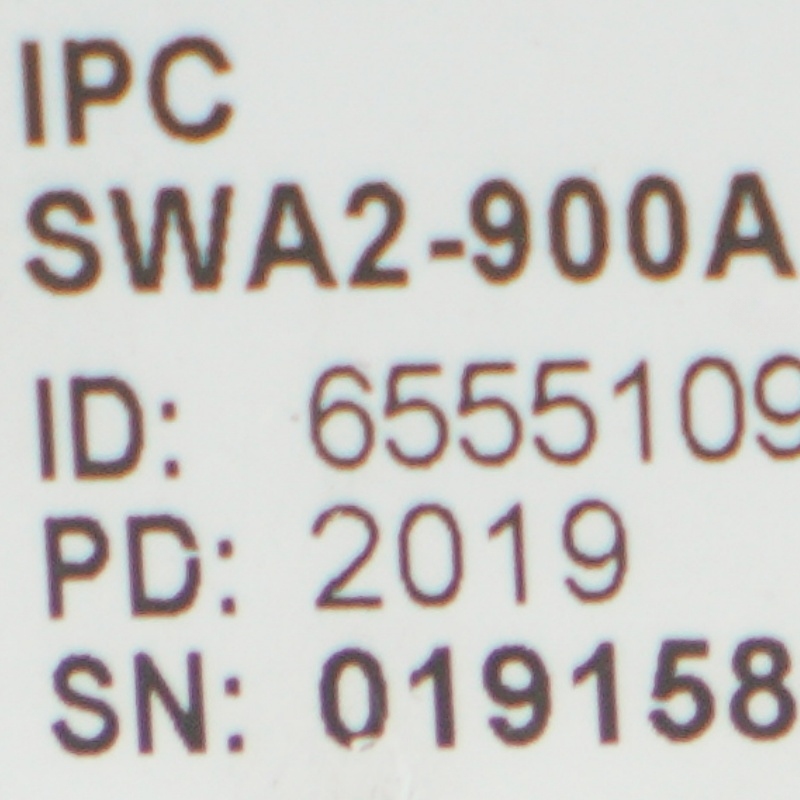 IPC
SWA2-900A
ID: 6555109
PD: 2019
SN: 019158